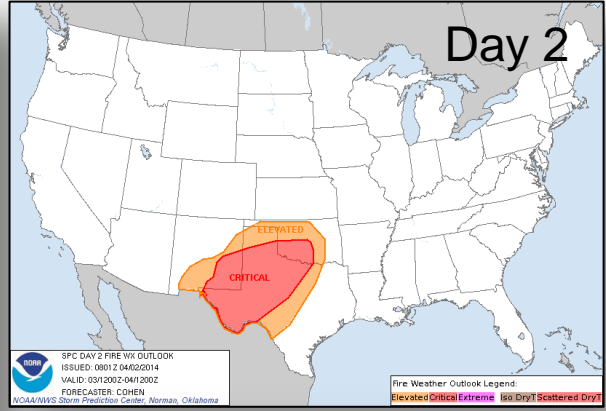 Day 2
ELEVATED
CRITICAL
NOAA
SPC DAY 2 FIRE WX OUTLOOK
ISSUED: 0801Z 04/02/2014
VALID: 03/1200Z-04/1200Z
FORECASTER: COHEN
NOAA/NWS Storm Prediction Center, Norman, Oklahoma
Fire Weather Outlook Legend:
Elevated Critical Extreme Iso DryT Scattered DryT